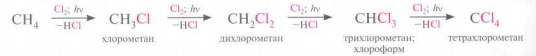 CH₄ Cl₂; hν −HCl CH₃Cl Cl₂; hν −HCl CH₂Cl₂ Cl₂; hν −HCl CHCl₃ Cl₂; hν −HCl CCl₄
хлорометан дихлорометан трихлорометан; тетрахлорометан
хлороформ